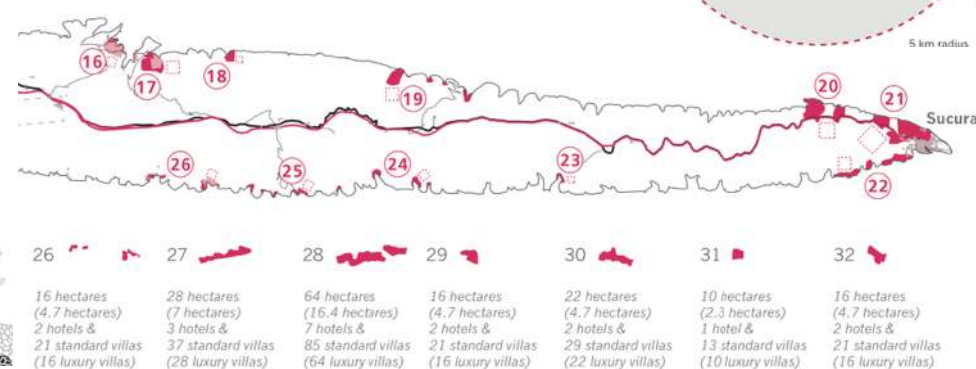 5 km radius
16
17
18
19
20
21
Sucura
26
25
24
23
22
26
16 hectares
(4.7 hectares)
2 hotels &
21 standard villas
(16 luxury villas)
27
28 hectares
(7 hectares)
3 hotels &
37 standard villas
(28 luxury villas)
28
64 hectares
(16.4 hectares)
7 hotels &
85 standard villas
(64 luxury villas)
29
16 hectares
(4.7 hectares)
2 hotels &
21 standard villas
(16 luxury villas)
30
22 hectares
(4.7 hectares)
2 hotels &
29 standard villas
(22 luxury villas)
31
10 hectares
(2.3 hectares)
1 hotel &
13 standard villas
(10 luxury villas)
32
16 hectares
(4.7 hectares)
2 hotels &
21 standard villas
(16 luxury villas)